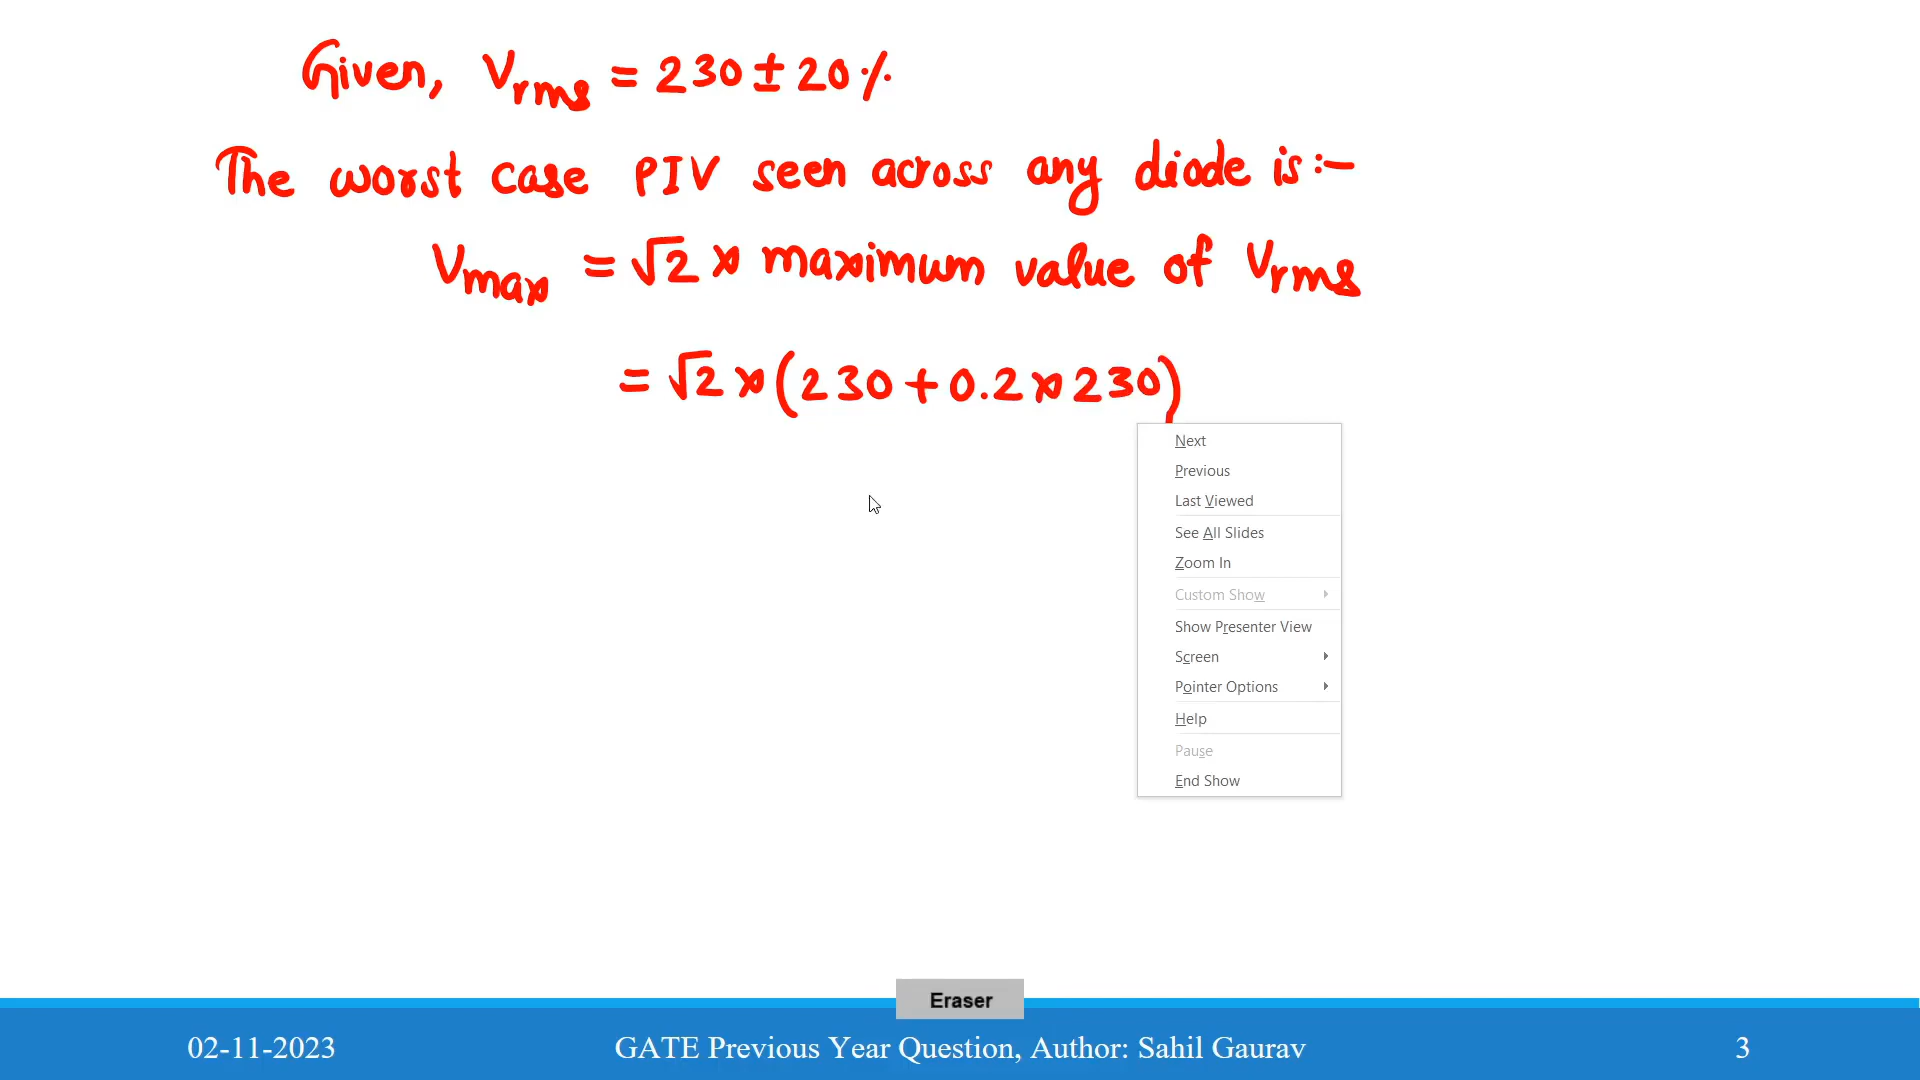 Given, Vrms = 230 ± 20%
The worst case PIV seen across any diode is:-
Vmax = √2 × maximum value of Vrms
= √2 × (230 + 0.2 × 230)
Next
Previous
Last Viewed
See All Slides
Zoom In
Custom Show
Show Presenter View
Screen
Pointer Options
Help
Pause
End Show
Eraser
02-11-2023 GATE Previous Year Question, Author: Sahil Gaurav 3